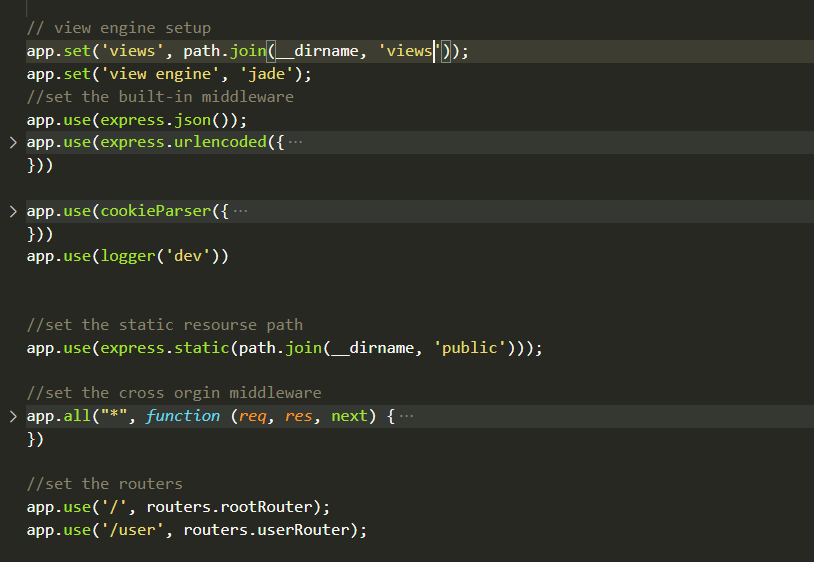 // view engine setup
app.set('views', path.join(__dirname, 'views'));
app.set('view engine', 'jade');
//set the built-in middleware
app.use(express.json());
app.use(express.urlencoded({ ···
}))
app.use(cookieParser({ ···
}))
app.use(logger('dev'))
//set the static resourse path
app.use(express.static(path.join(__dirname, 'public')));
//set the cross orgin middleware
app.all("*", function (req, res, next) { ···
})
//set the routers
app.use('/', routers.rootRouter);
app.use('/user', routers.userRouter);